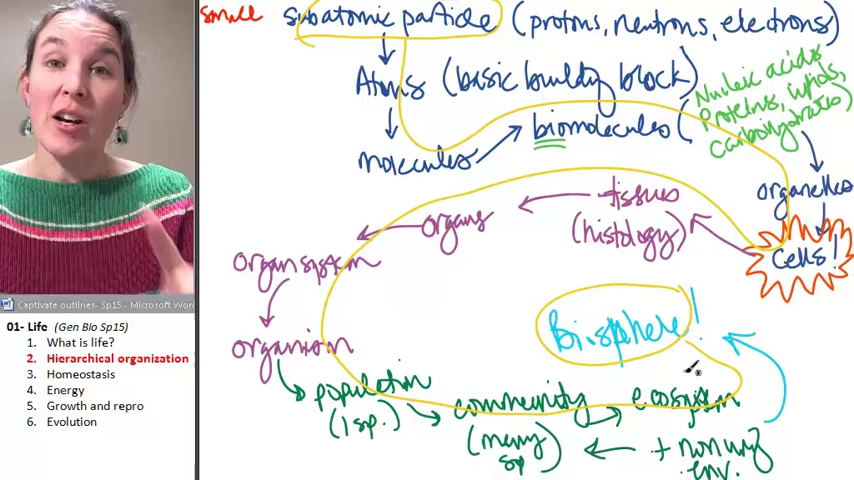 small subatomic particle (protons, neutrons, electrons)
Atoms (basic building block)
molecules
biomolecules (Nucleic acids
Proteins, lipids,
carbohydrates)
organelles
cells!
tissues
(histology)
organs
organ system
organism
population
(1 sp.)
community
(many
sp)
ecosystem
+ nonliving
env.
Biosphere!
Captivate outlines- Sp15 - Microsoft Word
01- Life (Gen Bio Sp15)
1. What is life?
2. Hierarchical organization
3. Homeostasis
4. Energy
5. Growth and repro
6. Evolution